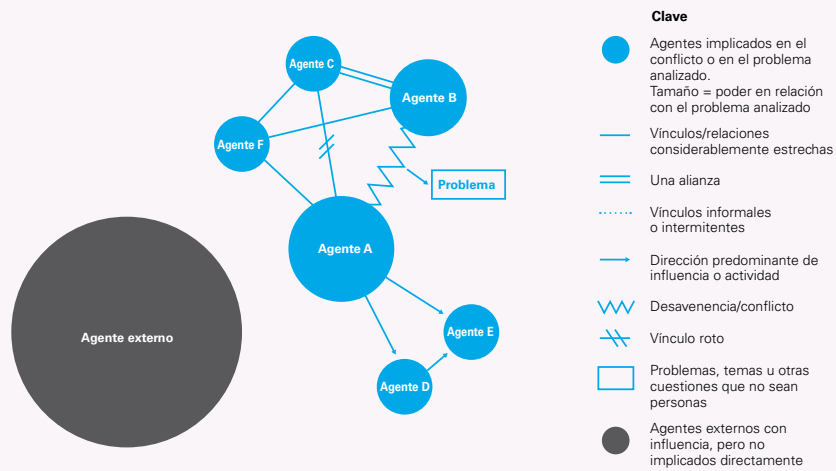 Agente C
Agente B
Agente F
Problema
Agente A
Agente externo
Agente E
Agente D
Clave
Agentes implicados en el
conflicto o en el problema
analizado.
Tamaño = poder en relación
con el problema analizado
Vínculos/relaciones
considerablemente estrechas
Una alianza
Vínculos informales
o intermitentes
Dirección predominante de
influencia o actividad
Desavenencia/conflicto
Vínculo roto
Problemas, temas u otras
cuestiones que no sean
personas
Agentes externos con
influencia, pero no
implicados directamente